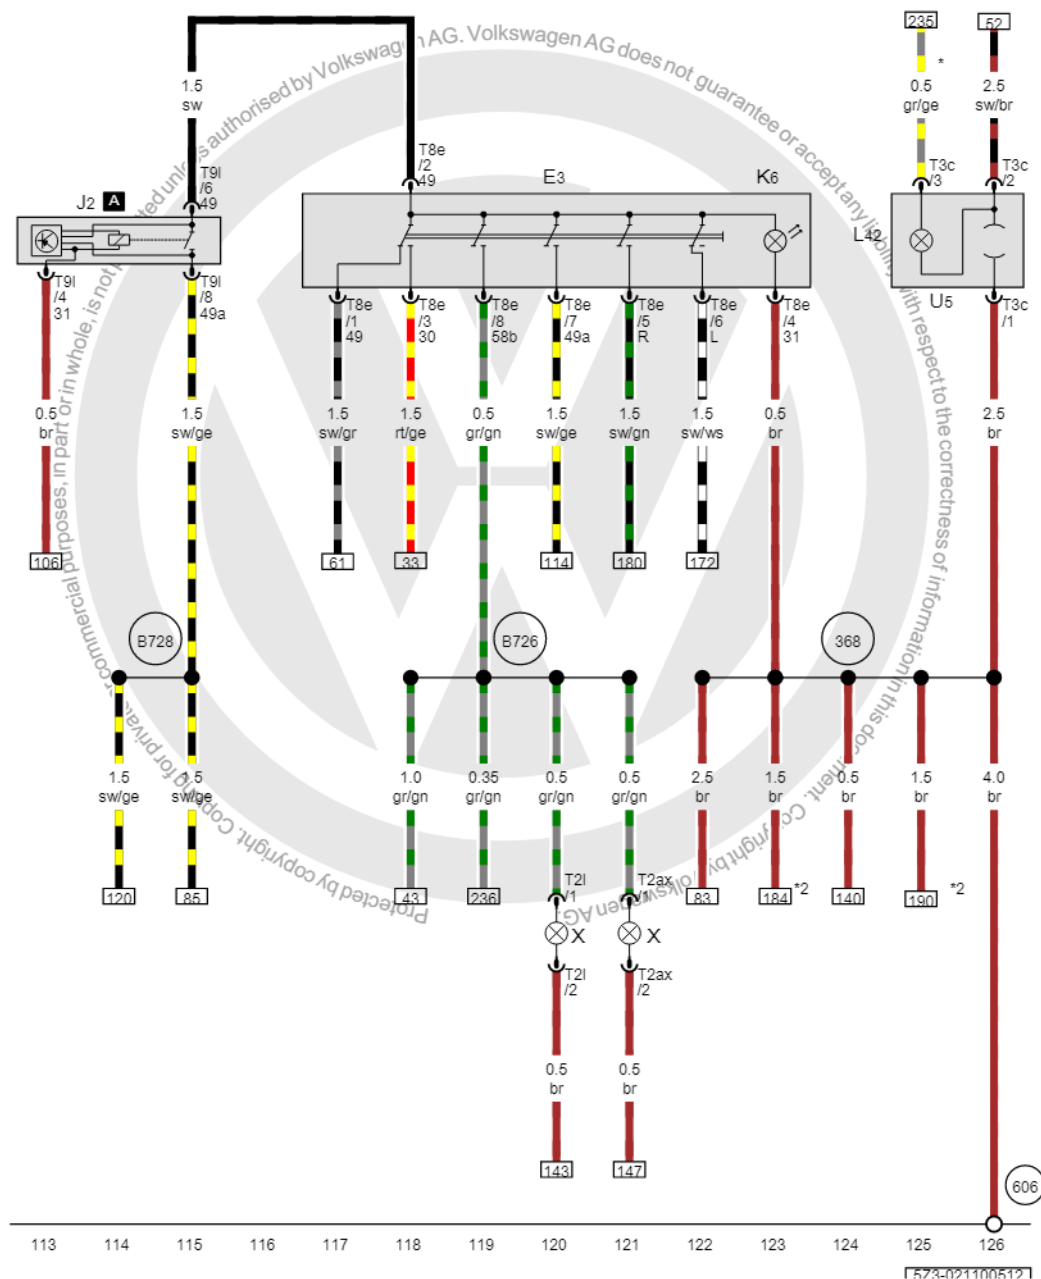 235
52
*
1.5
sw
0.5
gr/ge
2.5
sw/br
T9l
/6
49
T8e
/2
49
T3c
/3
T3c
/2
J2 A
E3
K6
L42
U5
T9l
/4
31
T9l
/8
49a
T8e
/1
49
T8e
/3
30
T8e
/8
58b
T8e
/7
49a
T8e
/5
R
T8e
/6
L
T8e
/4
31
T3c
/1
0.5
br
1.5
sw/ge
1.5
sw/gr
1.5
rt/ge
0.5
gr/gn
1.5
sw/ge
1.5
sw/gn
1.5
sw/ws
0.5
br
2.5
br
106
61
33
114
180
172
B728
B726
368
1.5
sw/ge
1.5
sw/ge
1.0
gr/gn
0.35
gr/gn
0.5
gr/gn
0.5
gr/gn
2.5
br
1.5
br
0.5
br
1.5
br
4.0
br
120
85
43
236
T2l
/1
T2ax
/1
83
184
*2
140
190
*2
X
X
T2l
/2
T2ax
/2
0.5
br
0.5
br
143
147
606
113 114 115 116 117 118 119 120 121 122 123 124 125 126
573-021100512
authorised by Volkswagen AG. Volkswagen AG does not guarantee or accept any liability with respect to the correctness of information in this document. Copyright by Volkswagen AG.
Protected by copyright. Copying for private or commercial purposes, in part or in whole, is not permitted unless